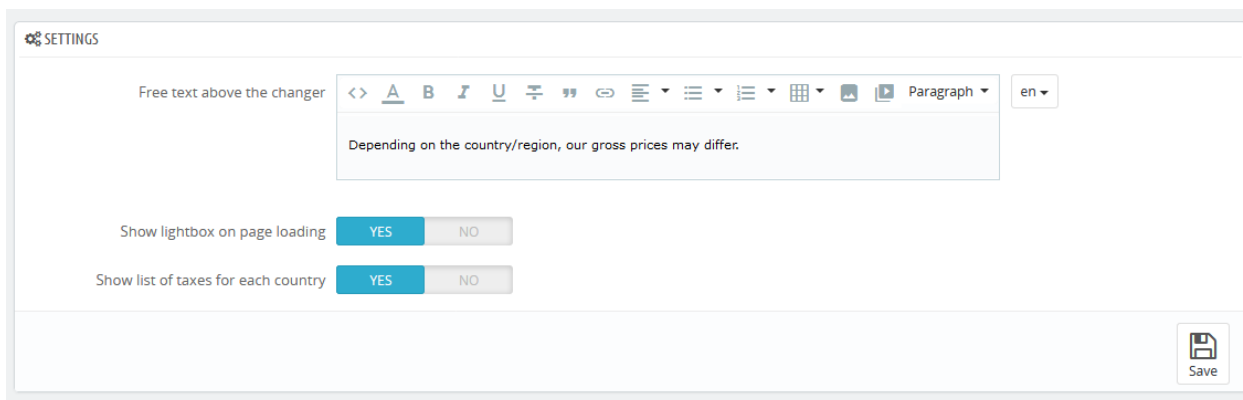 SETTINGS
Free text above the changer
<> A B I U T Paragraph en
Depending on the country/region, our gross prices may differ.
Show lightbox on page loading YES NO
Show list of taxes for each country YES NO
Save